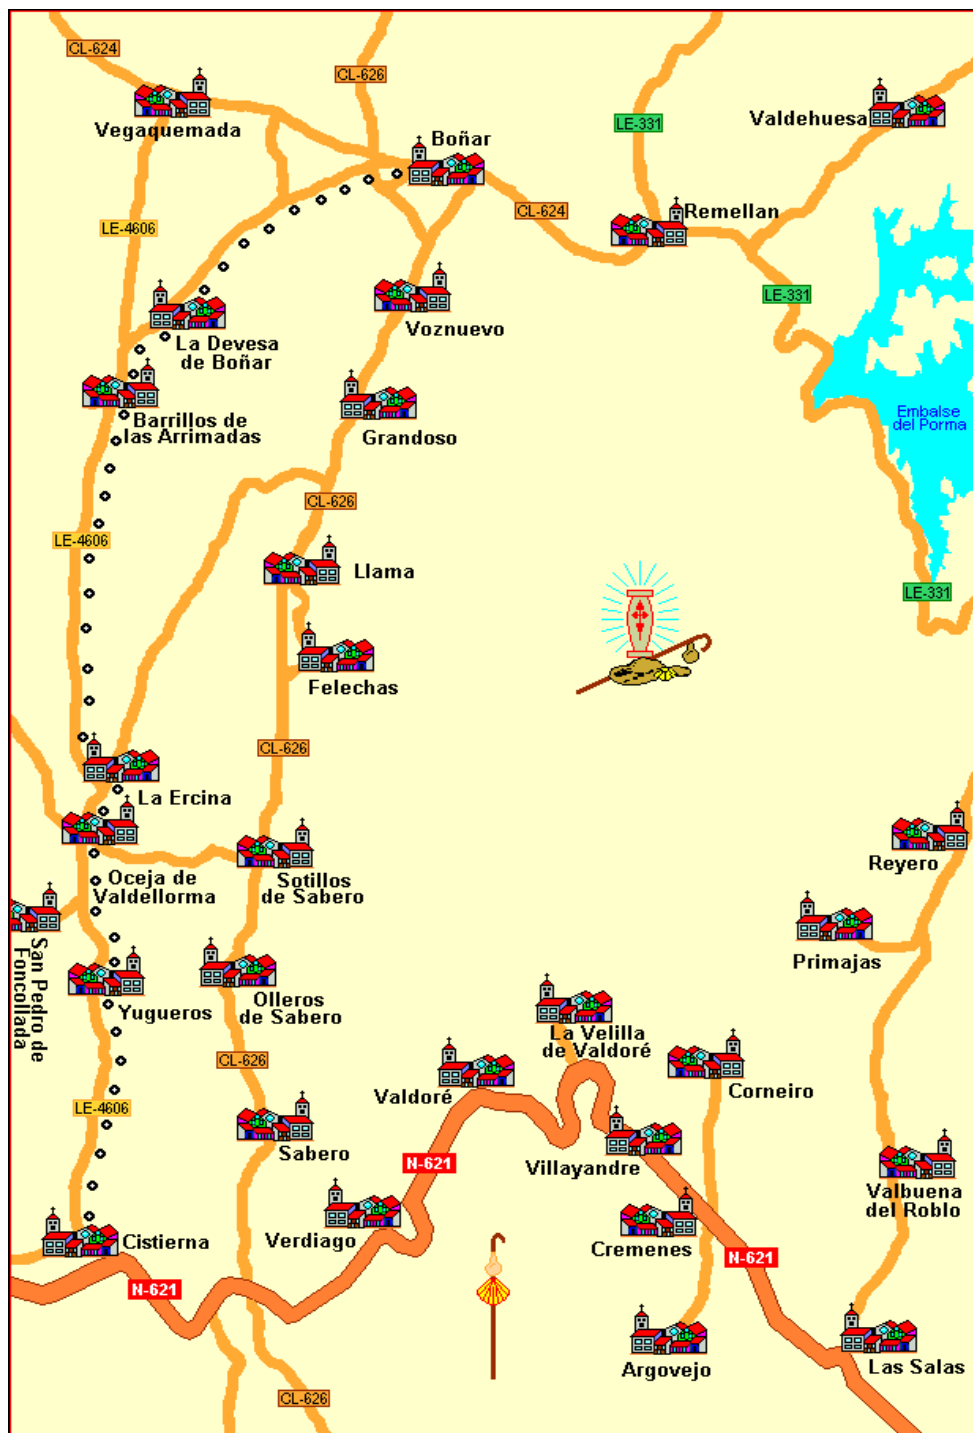 CL-624
CL-626
Vegaquemada
Boñar
LE-331
Valdehuesa
LE-4606
CL-624
Remellan
LE-331
Voznuevo
La Devesa
de Boñar
Barrillos de
las Arrimadas
Grandoso
Embalse
del Porma
CL-626
LE-4606
Llama
LE-331
Felechas
CL-626
La Ercina
Oceja de
Valdellorma
Sotillos
de Sabero
Reyero
San Pedro de
Foncollada
Primajas
Yugueros
Olleros
de Sabero
La Velilla
de Valdoré
CL-626
Valdoré
Corneiro
LE-4606
Sabero
N-621
Villayandre
Valbuena
del Roblo
Cistierna
Verdiago
Cremenes
N-621
N-621
Argovejo
Las Salas
CL-626